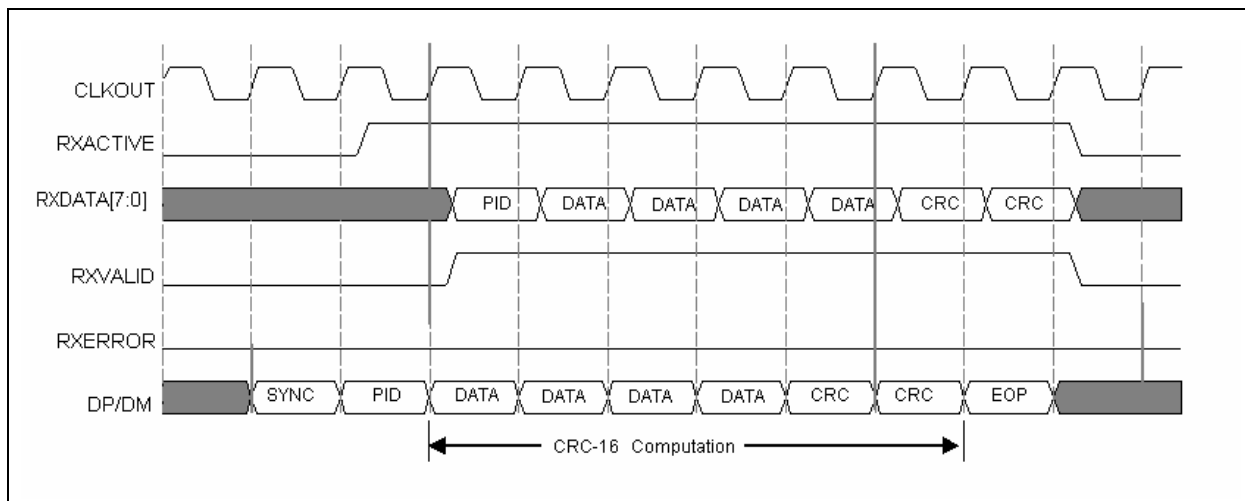 CLKOUT
RXACTIVE
RXDATA[7:0] PID DATA DATA DATA DATA CRC CRC
RXVALID
RXERROR
DP/DM SYNC PID DATA DATA DATA DATA CRC CRC EOP
CRC-16 Computation